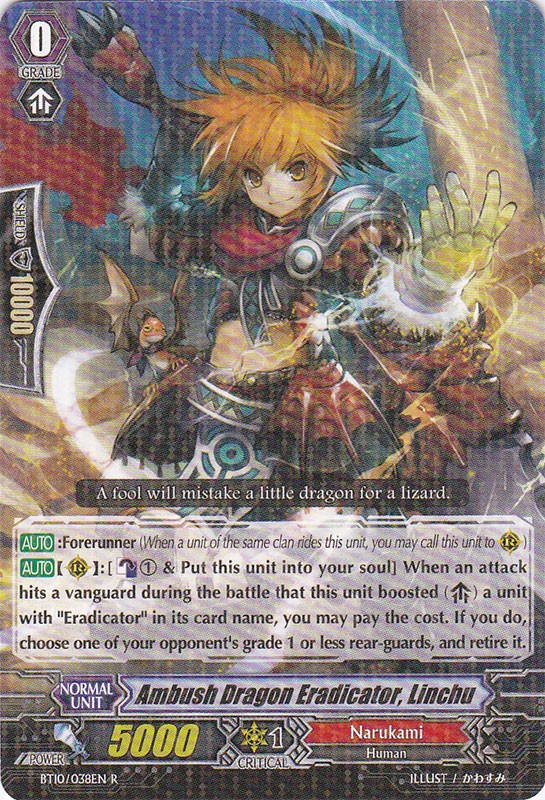 0
GRADE
SHIELD
10000
A fool will mistake a little dragon for a lizard.
AUTO :Forerunner (When a unit of the same clan rides this unit, you may call this unit to R )
AUTO【 R 】:[ 1 & Put this unit into your soul] When an attack
hits a vanguard during the battle that this unit boosted ( ) a unit
with "Eradicator" in its card name, you may pay the cost. If you do,
choose one of your opponent's grade 1 or less rear-guards, and retire it.
NORMAL
UNIT
Ambush Dragon Eradicator, Linchu
POWER
5000
1
CRITICAL
Narukami
Human
BT10/038EN R
ILLUST / かわすみ